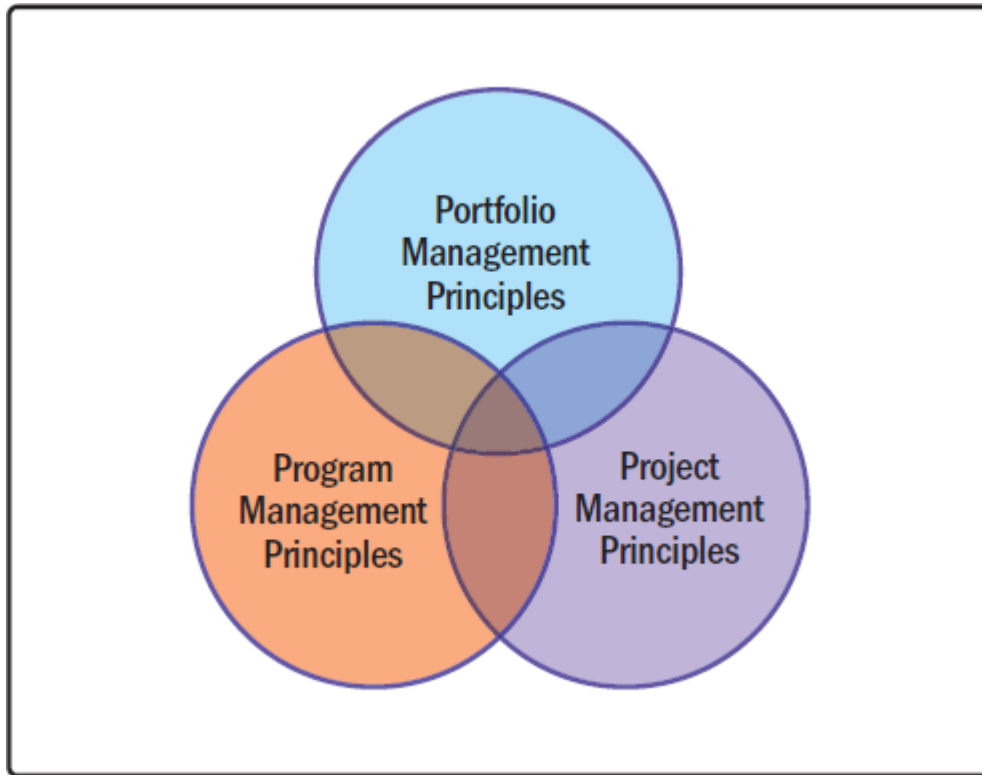 Portfolio
Management
Principles
Program
Management
Principles
Project
Management
Principles